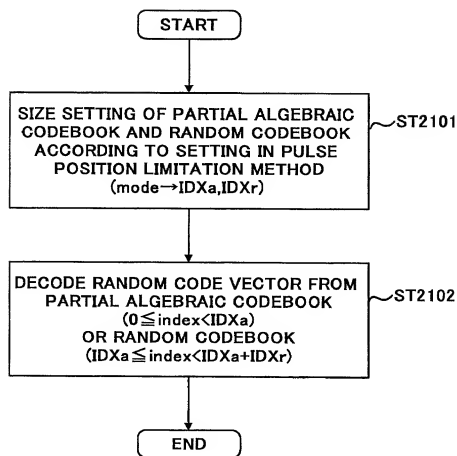 START
SIZE SETTING OF PARTIAL ALGEBRAIC
CODEBOOK AND RANDOM CODEBOOK
ACCORDING TO SETTING IN PULSE
POSITION LIMITATION METHOD
(mode→IDXa,IDXr)
ST2101
DECODE RANDOM CODE VECTOR FROM
PARTIAL ALGEBRAIC CODEBOOK
(0≦index<IDXa)
OR RANDOM CODEBOOK
(IDXa≦index<IDXa+IDXr)
ST2102
END